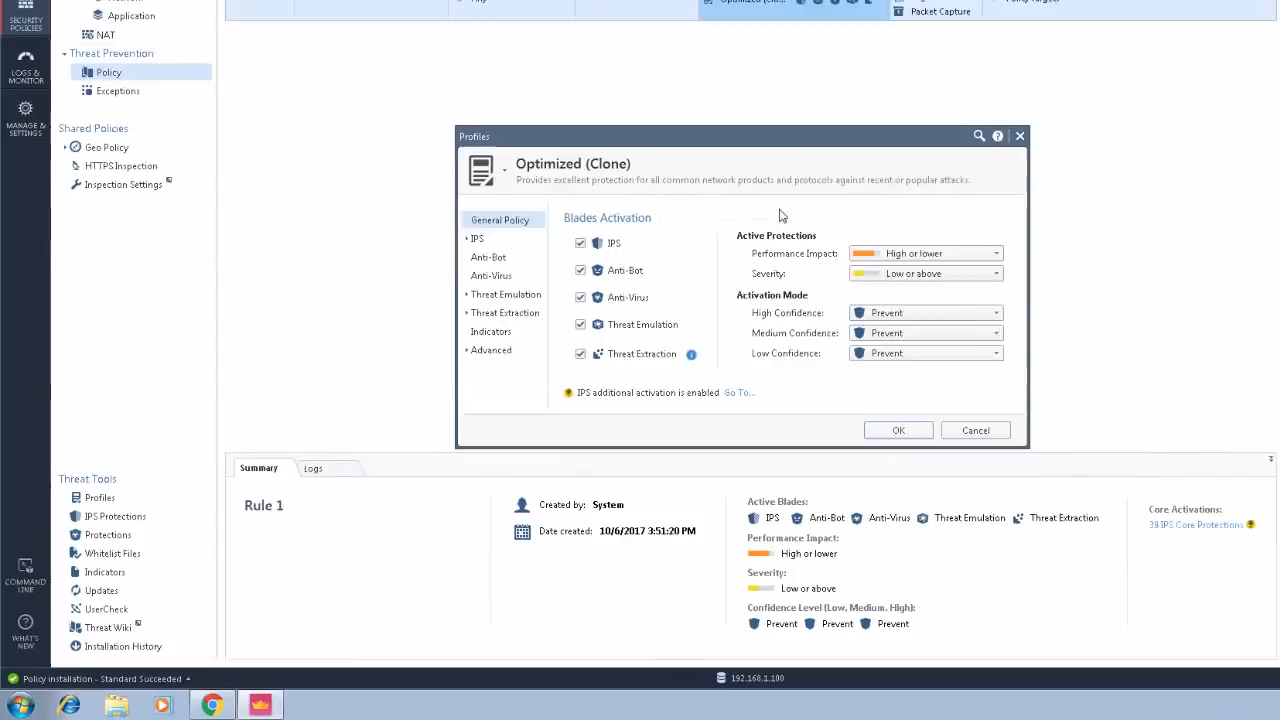 SECURITY
POLICIES
Application
Packet Capture
NAT
Threat Prevention
LOGS &
MONITOR
Policy
Exceptions
MANAGE &
SETTINGS
Shared Policies
Geo Policy
HTTPS Inspection
Inspection Settings
Profiles
Optimized (Clone)
Provides excellent protection for all common network products and protocols against recent or popular attacks.
General Policy
IPS
Anti-Bot
Anti-Virus
Threat Emulation
Threat Extraction
Indicators
Advanced
Blades Activation
IPS
Anti-Bot
Anti-Virus
Threat Emulation
Threat Extraction
Active Protections
Performance Impact: High or lower
Severity: Low or above
Activation Mode
High Confidence: Prevent
Medium Confidence: Prevent
Low Confidence: Prevent
IPS additional activation is enabled Go To...
OK Cancel
Threat Tools
Profiles
IPS Protections
Protections
Whitelist Files
Indicators
Updates
UserCheck
Threat Wiki
Installation History
COMMAND
LINE
WHAT'S
NEW
Summary Logs
Rule 1
Created by: System
Date created: 10/6/2017 3:51:20 PM
Active Blades:
IPS Anti-Bot Anti-Virus Threat Emulation Threat Extraction
Performance Impact:
High or lower
Severity:
Low or above
Confidence Level (Low, Medium, High):
Prevent Prevent Prevent
Core Activations:
39 IPS Core Protections
Policy installation - Standard Succeeded
192.168.1.100